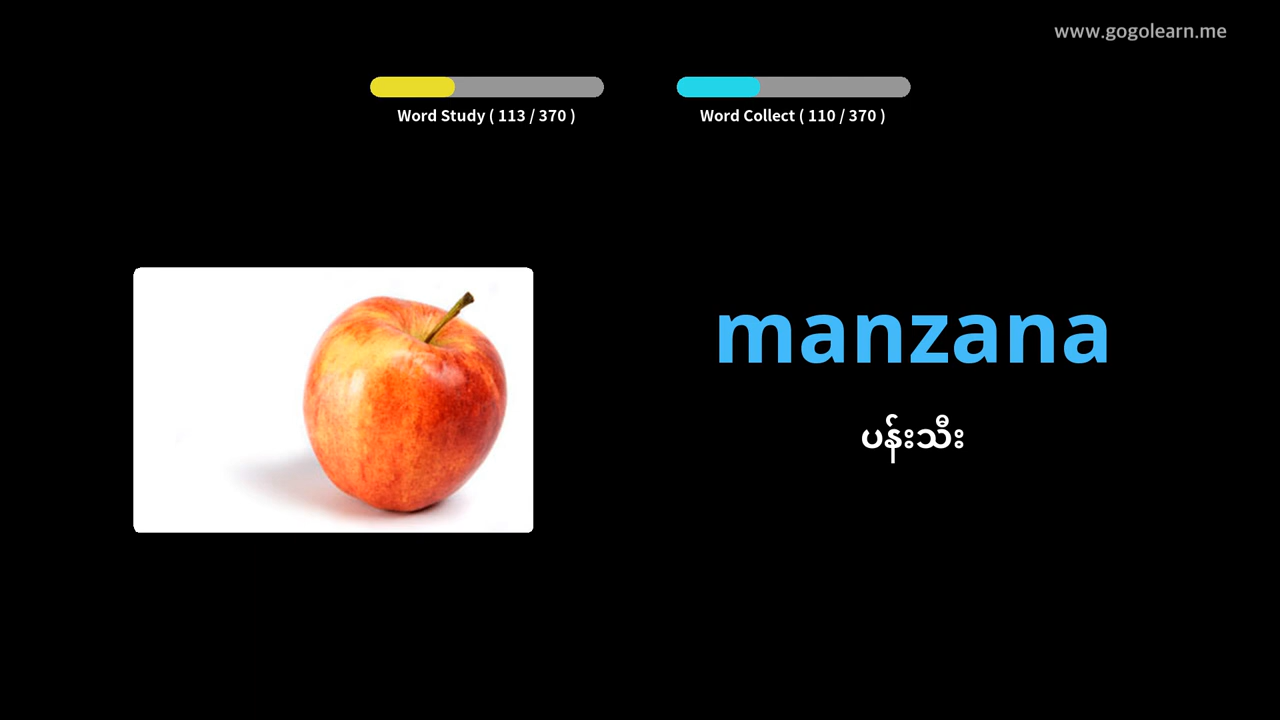 www.gogolearn.me
Word Study ( 113 / 370 )
Word Collect ( 110 / 370 )
manzana
ပန်းသီး